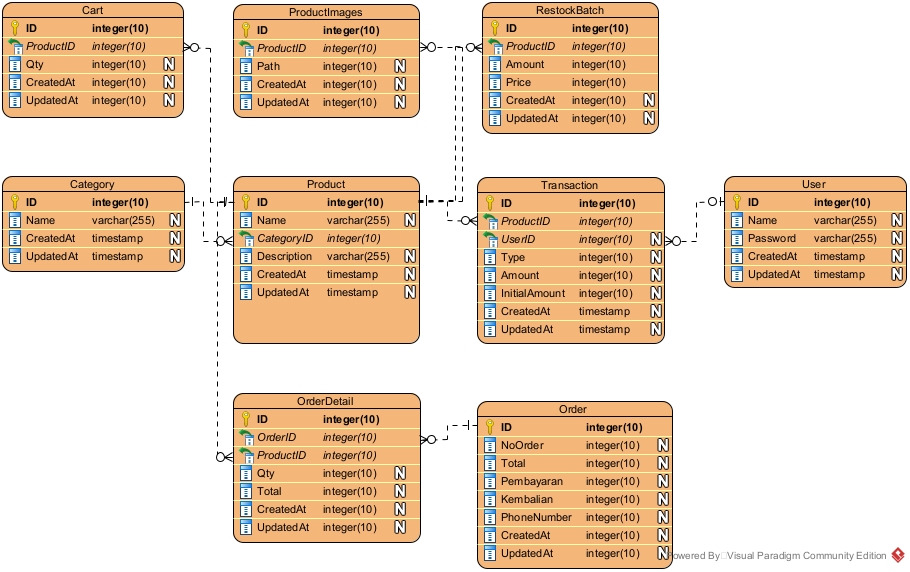 Cart
ID integer(10)
ProductID integer(10)
Qty integer(10) N
CreatedAt integer(10) N
UpdatedAt integer(10) N
ProductImages
ID integer(10)
ProductID integer(10)
Path integer(10) N
CreatedAt integer(10) N
UpdatedAt integer(10) N
RestockBatch
ID integer(10)
ProductID integer(10)
Amount integer(10)
Price integer(10)
CreatedAt integer(10) N
UpdatedAt integer(10) N
Category
ID integer(10)
Name varchar(255) N
CreatedAt timestamp N
UpdatedAt timestamp N
Product
ID integer(10)
Name varchar(255) N
CategoryID integer(10)
Description varchar(255) N
CreatedAt timestamp N
UpdatedAt timestamp N
Transaction
ID integer(10)
ProductID integer(10)
UserID integer(10) N
Type integer(10) N
Amount integer(10) N
InitialAmount integer(10) N
CreatedAt timestamp N
UpdatedAt timestamp N
User
ID integer(10)
Name varchar(255) N
Password varchar(255) N
CreatedAt timestamp N
UpdatedAt timestamp N
OrderDetail
ID integer(10)
OrderID integer(10)
ProductID integer(10)
Qty integer(10) N
Total integer(10) N
CreatedAt integer(10) N
UpdatedAt integer(10) N
Order
ID integer(10)
NoOrder integer(10) N
Total integer(10) N
Pembayaran integer(10) N
Kembalian integer(10) N
PhoneNumber integer(10) N
CreatedAt integer(10) N
UpdatedAt integer(10) N
Powered By Visual Paradigm Community Edition